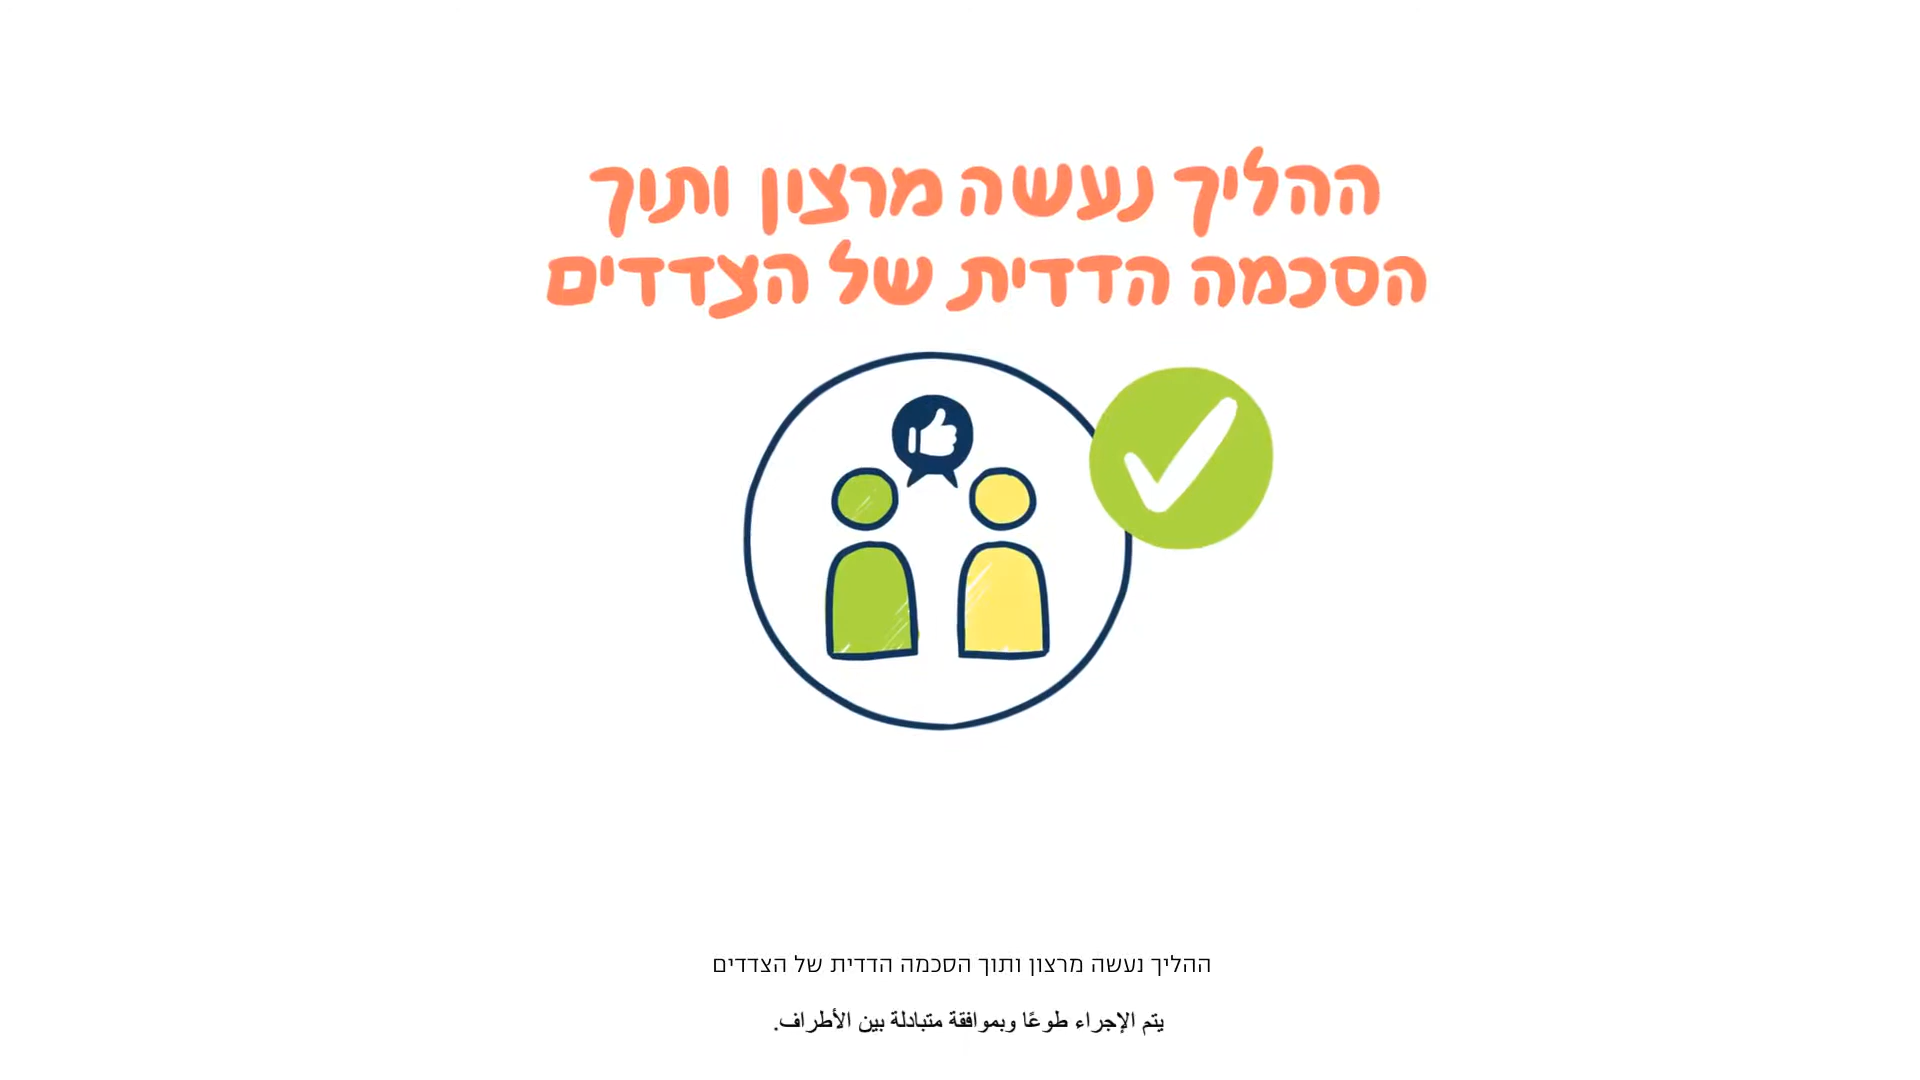 ההליך נעשה מרצון ותוך
הסכמה הדדית של הצדדים
ההליך נעשה מרצון ותוך הסכמה הדדית של הצדדים
يتم الإجراء طوعًا وبموافقة متبادلة بين الأطراف.